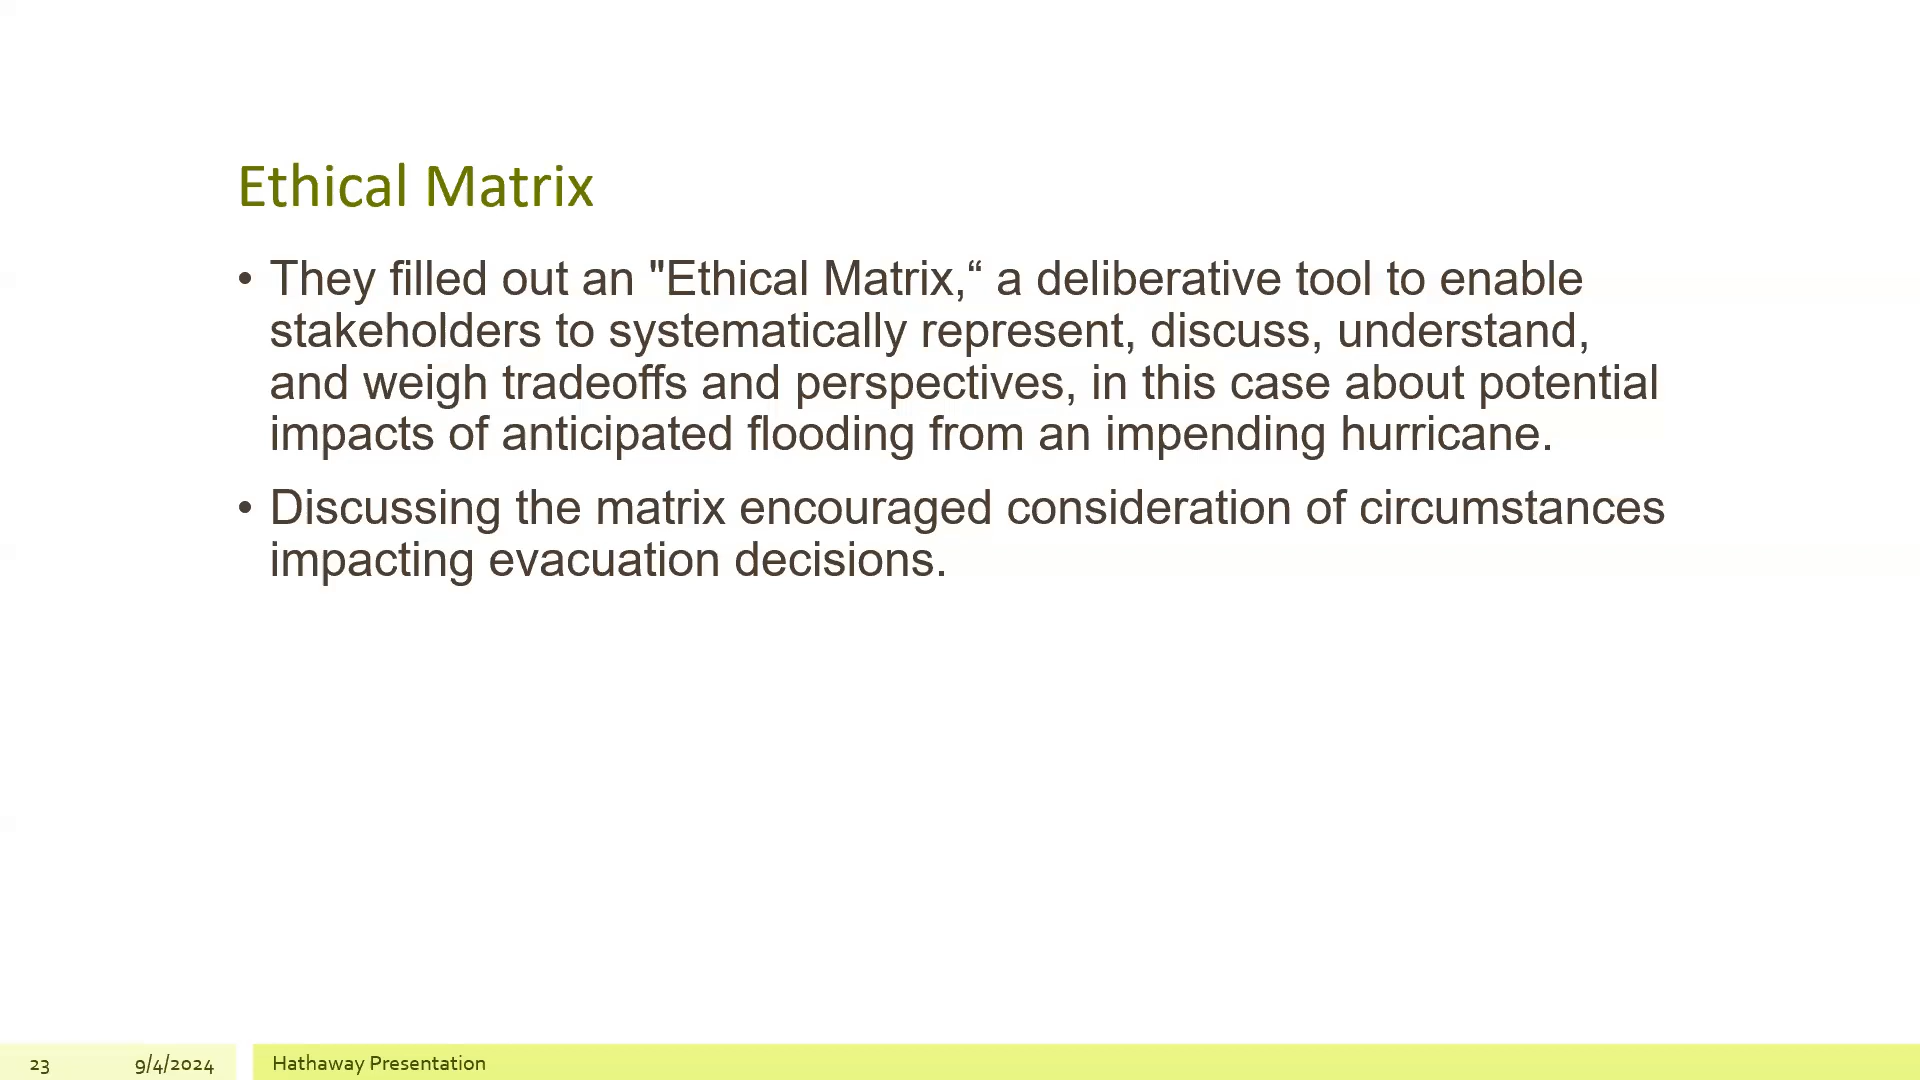 Ethical Matrix
• They filled out an "Ethical Matrix,“ a deliberative tool to enable
stakeholders to systematically represent, discuss, understand,
and weigh tradeoffs and perspectives, in this case about potential
impacts of anticipated flooding from an impending hurricane.
• Discussing the matrix encouraged consideration of circumstances
impacting evacuation decisions.
23 9/4/2024 Hathaway Presentation